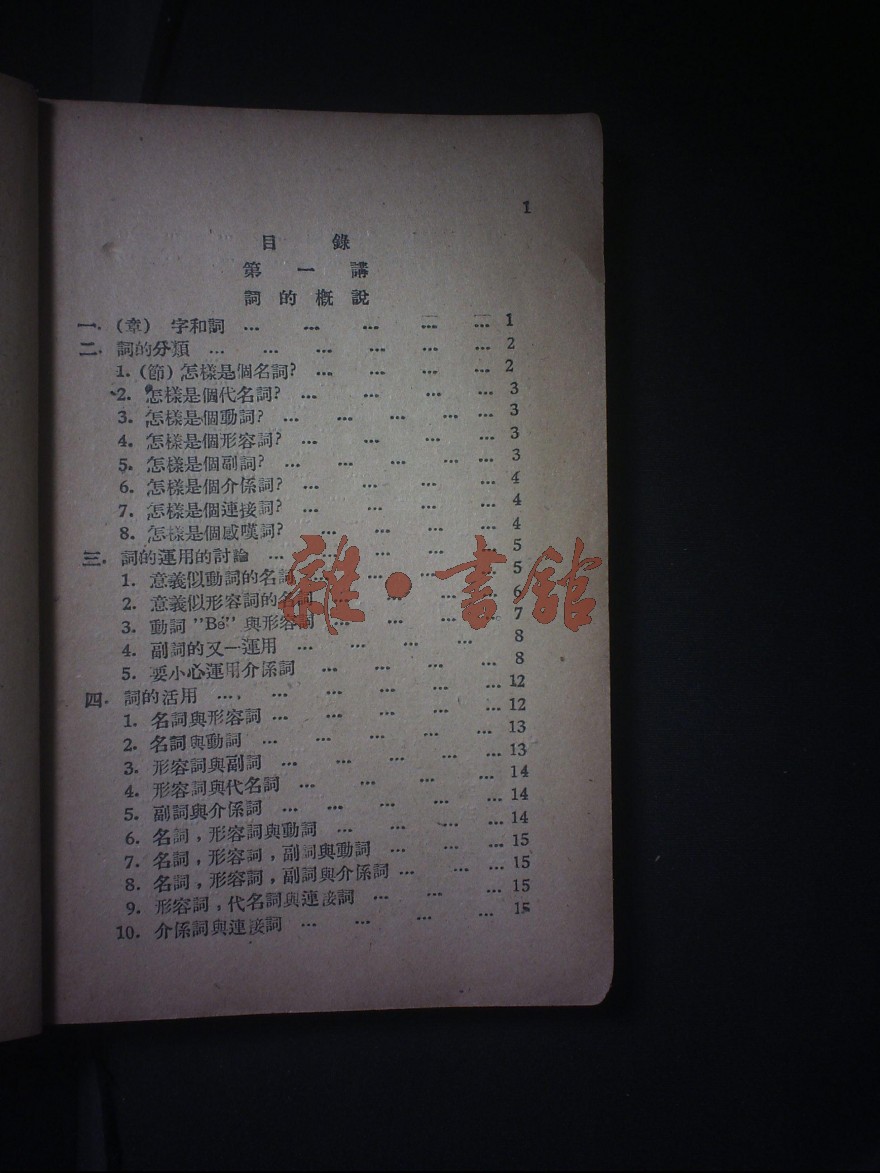 1
目 錄
第 一 講
詞 的 概 說
一. (章) 字和詞 … … … … … 1
二. 詞的分類 … … … … … … 2
1. (節) 怎樣是個名詞? … … … … 2
2. 怎樣是個代名詞? … … … … 3
3. 怎樣是個動詞? … … … … … 3
4. 怎樣是個形容詞? … … … … 3
5. 怎樣是個副詞? … … … … … 3
6. 怎樣是個介係詞? … … … … 4
7. 怎樣是個連接詞? … … … … 4
8. 怎樣是個感嘆詞? … … … … 4
三. 詞的運用的討論 … … … … … 5
1. 意義似動詞的名詞 … … … … 5
2. 意義似形容詞的名詞 … … … 6
3. 動詞 "Be" 與形容詞 … … … 7
4. 副詞的又一運用 … … … … 8
5. 要小心運用介係詞 … … … … 8
四. 詞的活用 … … … … … … 12
1. 名詞與形容詞 … … … … … 12
2. 名詞與動詞 … … … … … 13
3. 形容詞與副詞 … … … … … 13
4. 形容詞與代名詞 … … … … 14
5. 副詞與介係詞 … … … … … 14
6. 名詞,形容詞與動詞 … … … … 14
7. 名詞,形容詞,副詞與動詞 … … … 15
8. 名詞,形容詞,副詞與介係詞 … … … 15
9. 形容詞,代名詞與連接詞 … … … 15
10. 介係詞與連接詞 … … … … 15
雜·書館